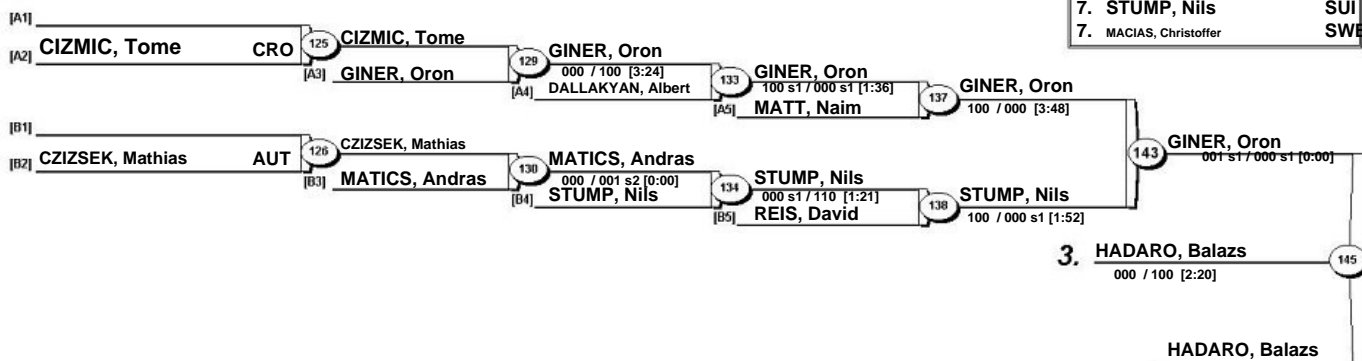 7. STUMP, Nils SUI
7. MACIAS, Christoffer SWE
[A1]
[A2] CIZMIC, Tome CRO
125
CIZMIC, Tome
[A3] GINER, Oron
129
GINER, Oron
000 / 100 [3:24]
[A4] DALLAKYAN, Albert
133
GINER, Oron
100 s1 / 000 s1 [1:36]
[A5] MATT, Naim
137
GINER, Oron
100 / 000 [3:48]
[B1]
[B2] CZIZSEK, Mathias AUT
126
CZIZSEK, Mathias
[B3] MATICS, Andras
130
MATICS, Andras
000 / 001 s2 [0:00]
[B4] STUMP, Nils
134
STUMP, Nils
000 s1 / 110 [1:21]
[B5] REIS, David
138
STUMP, Nils
100 / 000 s1 [1:52]
143
GINER, Oron
001 s1 / 000 s1 [0:00]
3. HADARO, Balazs
000 / 100 [2:20]
145
HADARO, Balazs